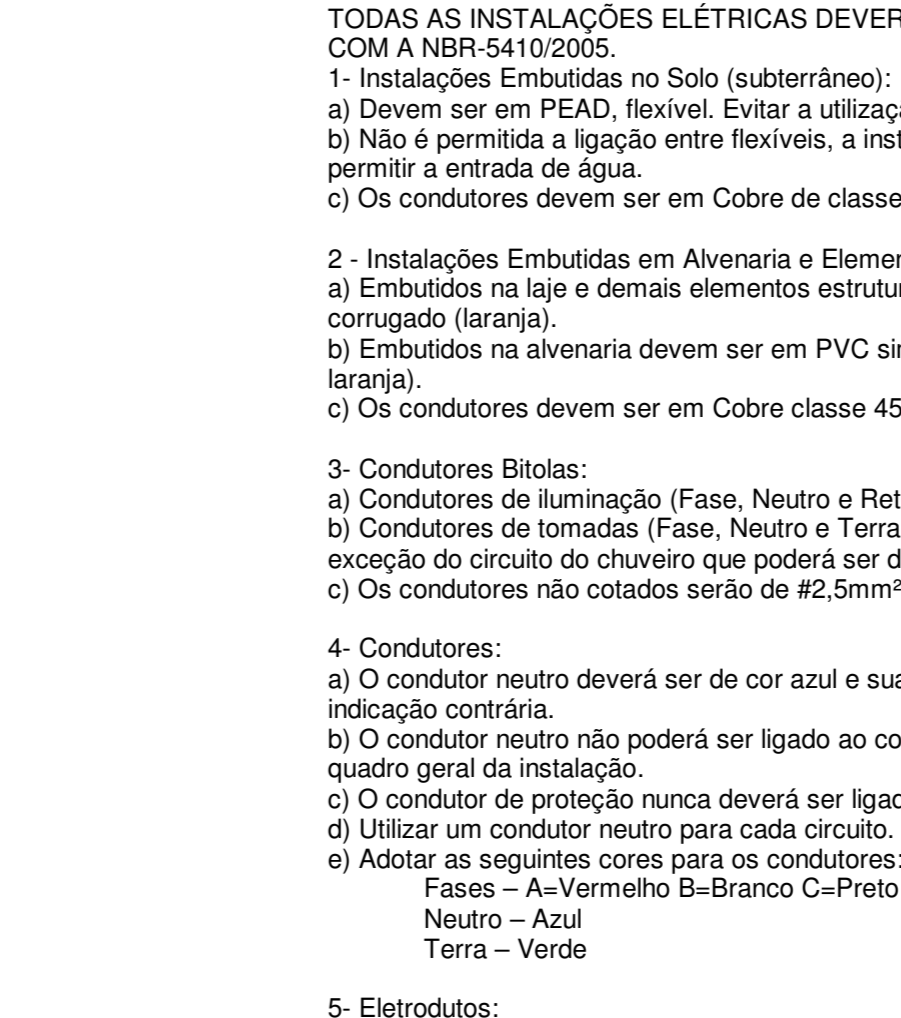 TODAS AS INSTALAÇÕES ELÉTRICAS DEVER
COM A NBR-5410/2005.
1- Instalações Embutidas no Solo (subterrâneo):
a) Devem ser em PEAD, flexível. Evitar a utilizaç
b) Não é permitida a ligação entre flexíveis, a inst
permitir a entrada de água.
c) Os condutores devem ser em Cobre de classe
2 - Instalações Embutidas em Alvenaria e Elemen
a) Embutidos na laje e demais elementos estrutu
corrugado (laranja).
b) Embutidos na alvenaria devem ser em PVC si
laranja).
c) Os condutores devem ser em Cobre classe 45
3- Condutores Bitolas:
a) Condutores de iluminação (Fase, Neutro e Ret
b) Condutores de tomadas (Fase, Neutro e Terra
exceção do circuito do chuveiro que poderá ser d
c) Os condutores não cotados serão de #2,5mm²
4- Condutores:
a) O condutor neutro deverá ser de cor azul e sua
indicação contrária.
b) O condutor neutro não poderá ser ligado ao co
quadro geral da instalação.
c) O condutor de proteção nunca deverá ser ligad
d) Utilizar um condutor neutro para cada circuito.
e) Adotar as seguintes cores para os condutores:
Fases – A=Vermelho B=Branco C=Preto
Neutro – Azul
Terra – Verde
5- Eletrodutos: